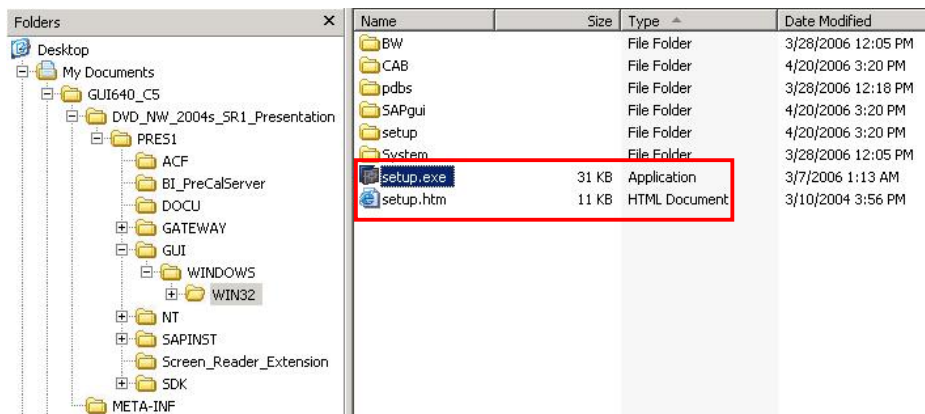 Folders
Desktop
My Documents
GUI640_C5
DVD_NW_2004s_SR1_Presentation
PRES1
ACF
BI_PreCalServer
DOCU
GATEWAY
GUI
WINDOWS
WIN32
NT
SAPINST
Screen_Reader_Extension
SDK
META-INF
Name Size Type Date Modified
BW File Folder 3/28/2006 12:05 PM
CAB File Folder 4/20/2006 3:20 PM
pdbs File Folder 3/28/2006 12:18 PM
SAPgui File Folder 4/20/2006 3:20 PM
setup File Folder 4/20/2006 3:20 PM
System File Folder 3/28/2006 12:05 PM
setup.exe 31 KB Application 3/7/2006 1:13 AM
setup.htm 11 KB HTML Document 3/10/2004 3:56 PM